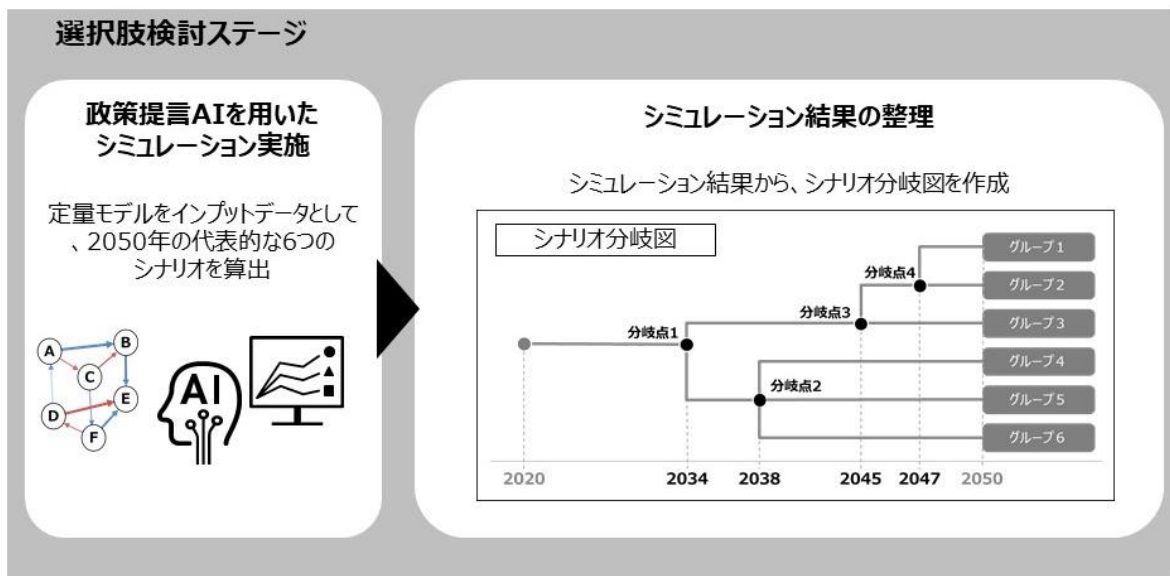 選択肢検討ステージ
政策提言AIを用いた
シミュレーション実施
定量モデルをインプットデータとして
、2050年の代表的な6つの
シナリオを算出
A
B
C
D
E
F
AI
シミュレーション結果の整理
シミュレーション結果から、シナリオ分岐図を作成
シナリオ分岐図
グループ1
分岐点4
グループ2
分岐点3
グループ3
分岐点1
グループ4
分岐点2
グループ5
グループ6
2020 2034 2038 2045 2047 2050